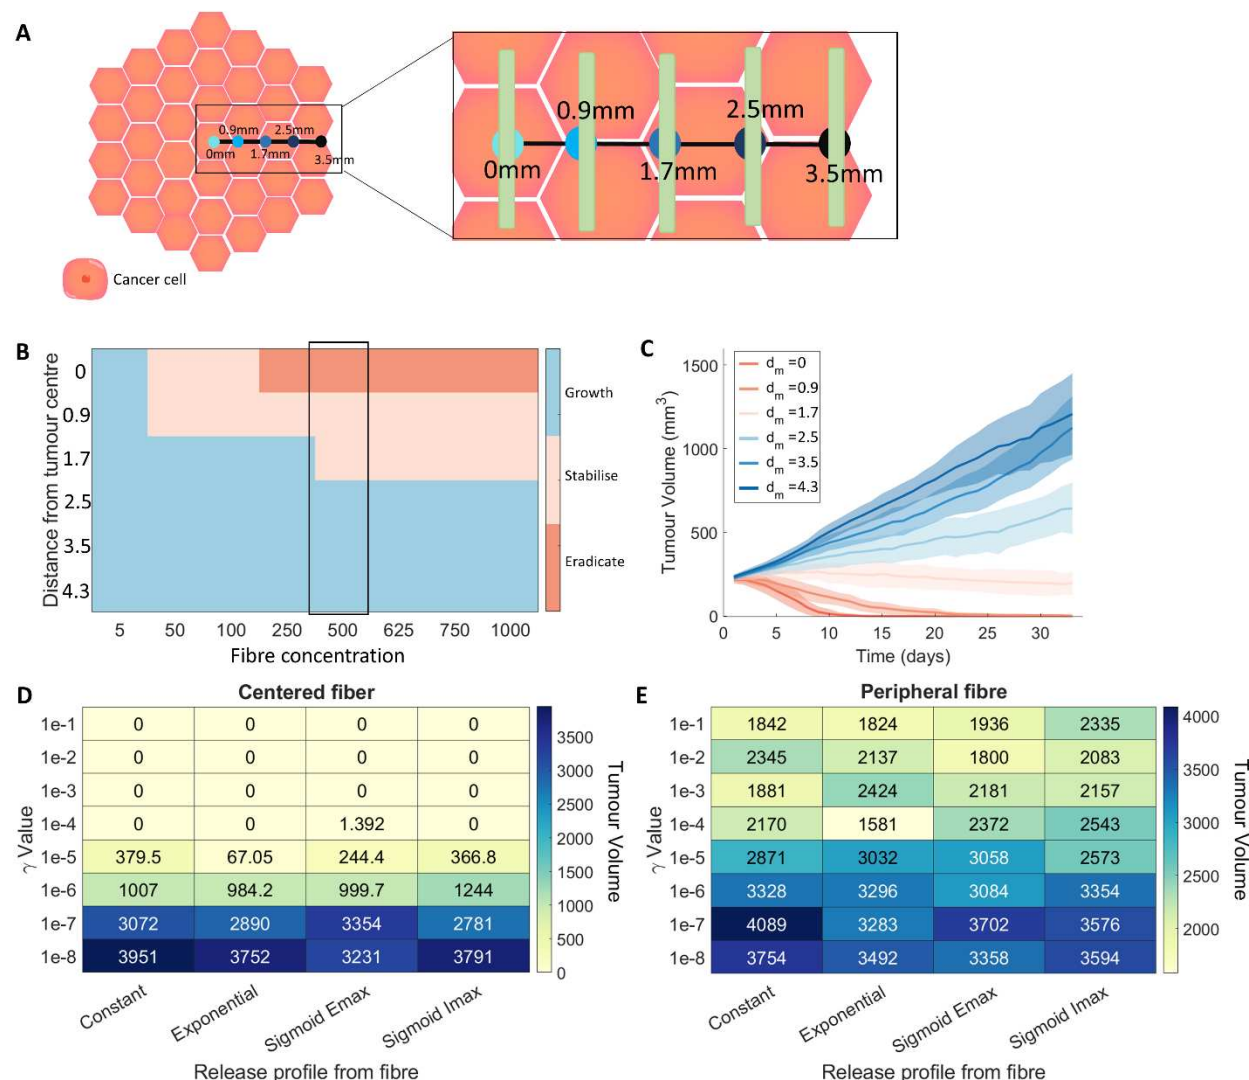 A
0.9mm 2.5mm
0mm 1.7mm 3.5mm
0.9mm 2.5mm
0mm 1.7mm 3.5mm
Cancer cell
B
Distance from tumour centre
0
0.9
1.7
2.5
3.5
4.3
5 50 100 250 500 625 750 1000
Fibre concentration
Growth
Stabilise
Eradicate
C
Tumour Volume (mm3)
1500
1000
500
0
0 5 10 15 20 25 30
Time (days)
dm =0
dm =0.9
dm =1.7
dm =2.5
dm =3.5
dm =4.3
D
Centered fiber
γ Value
1e-1 0 0 0 0
1e-2 0 0 0 0
1e-3 0 0 0 0
1e-4 0 0 1.392 0
1e-5 379.5 67.05 244.4 366.8
1e-6 1007 984.2 999.7 1244
1e-7 3072 2890 3354 2781
1e-8 3951 3752 3231 3791
Constant Exponential Sigmoid Emax Sigmoid Imax
Release profile from fibre
3500
3000
2500
2000
1500
1000
500
0
Tumour Volume
E
Peripheral fibre
γ Value
1e-1 1842 1824 1936 2335
1e-2 2345 2137 1800 2083
1e-3 1881 2424 2181 2157
1e-4 2170 1581 2372 2543
1e-5 2871 3032 3058 2573
1e-6 3328 3296 3084 3354
1e-7 4089 3283 3702 3576
1e-8 3754 3492 3358 3594
Constant Exponential Sigmoid Emax Sigmoid Imax
Release profile from fibre
4000
3500
3000
2500
2000
Tumour Volume